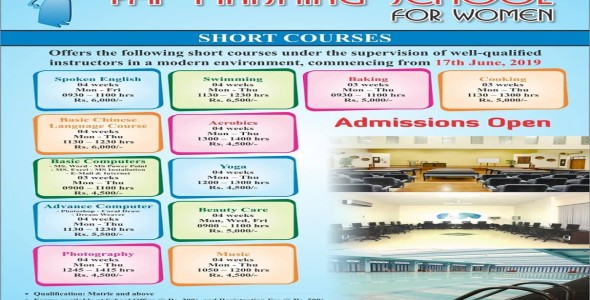 PAF FINISHING SCHOOL
FOR WOMEN
SHORT COURSES
Offers the following short courses under the supervision of well-qualified
instructors in a modern environment, commencing from 17th June, 2019
Spoken English
04 weeks
Mon - Fri
0930 - 1100 hrs
Rs. 6,000/-
Swimming
04 weeks
Mon - Thu
1130 - 1230 hrs
Rs. 6,500/-
Baking
03 weeks
Mon - Thu
0930 - 1100 hrs
Rs. 5,000/-
Cooking
03 weeks
Mon - Thu
1130 - 1300 hrs
Rs. 5,000/-
Basic Chinese
Language Course
04 weeks
Mon - Thu
1130 - 1230 hrs
Rs. 6,000/-
Aerobics
04 weeks
Mon - Thu
1300 - 1400 hrs
Rs. 4,500/-
Admissions Open
Basic Computers
- MS, Word - MS Power Point
- MS, Excel - MS Installation
- E-Mail & Internet
03 weeks
Mon - Thu
0900 - 1100 hrs
Rs. 4,500/-
Yoga
04 weeks
Mon - Thu
1200 - 1300 hrs
Rs. 4,500/-
Advance Computer
- Photoshop - Coral Draw
- Dream Weaver
04 weeks
Mon - Thu
1130 - 1230 hrs
Rs. 5,500/-
Beauty Care
04 weeks
Mon, Wed, Fri
0900 - 1100 hrs
Rs. 5,000/-
Photography
04 weeks
Mon - Thu
1245 - 1415 hrs
Rs. 4,500/-
Music
04 weeks
Mon - Thu
1050 - 1200 hrs
Rs. 4,500/-
• Qualification: Matric and above